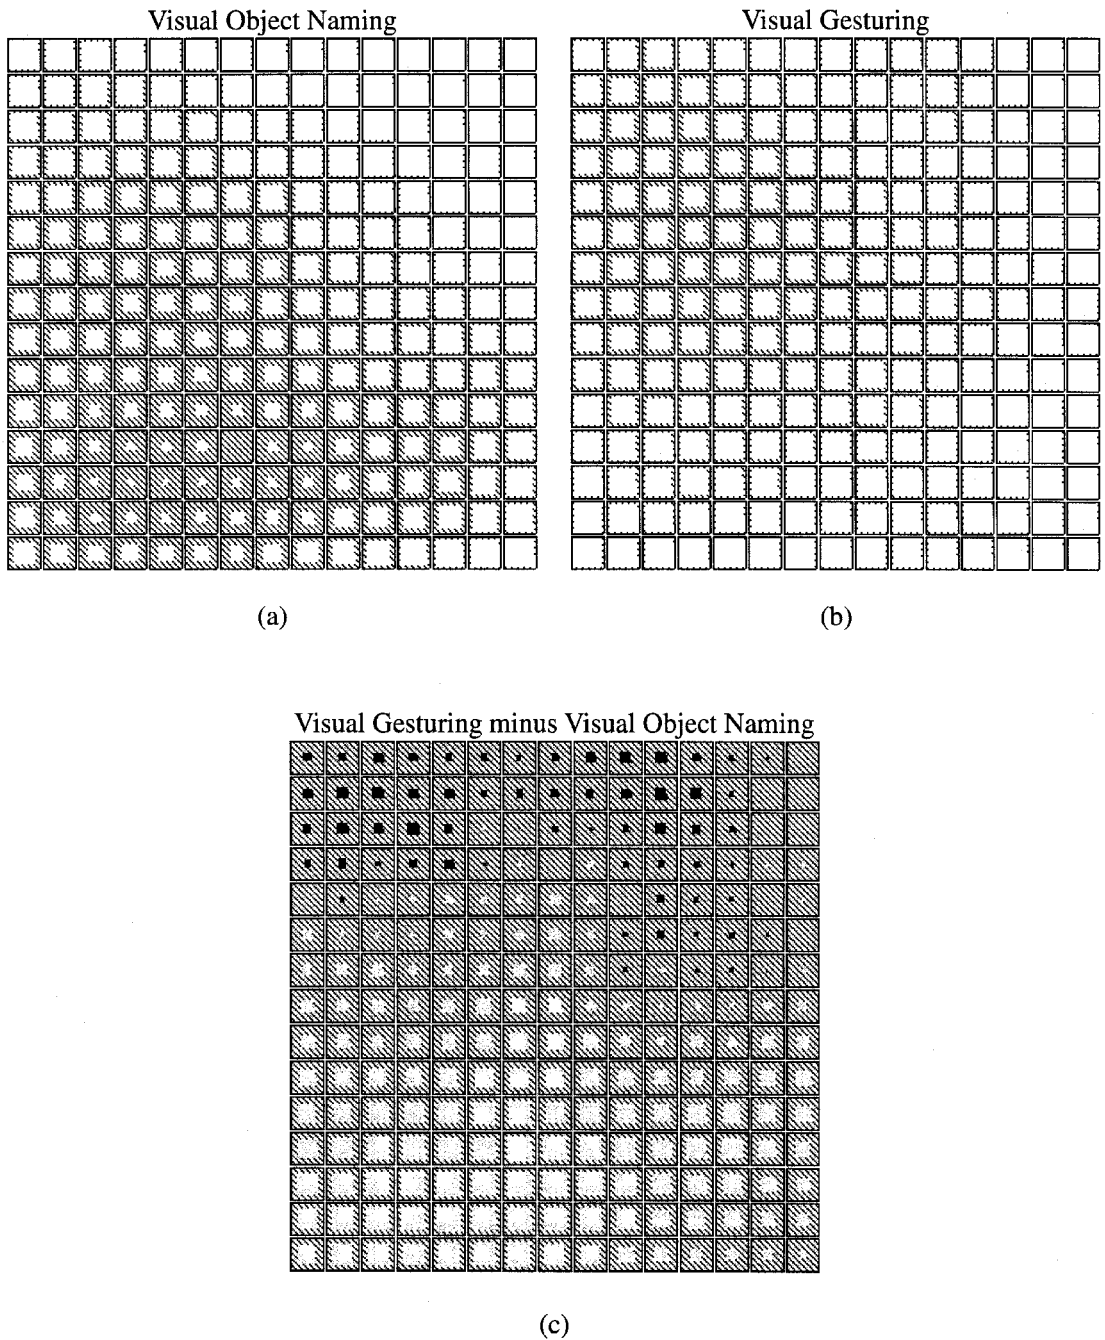 Visual Object Naming
Visual Gesturing
(a)
(b)
Visual Gesturing minus Visual Object Naming
(c)